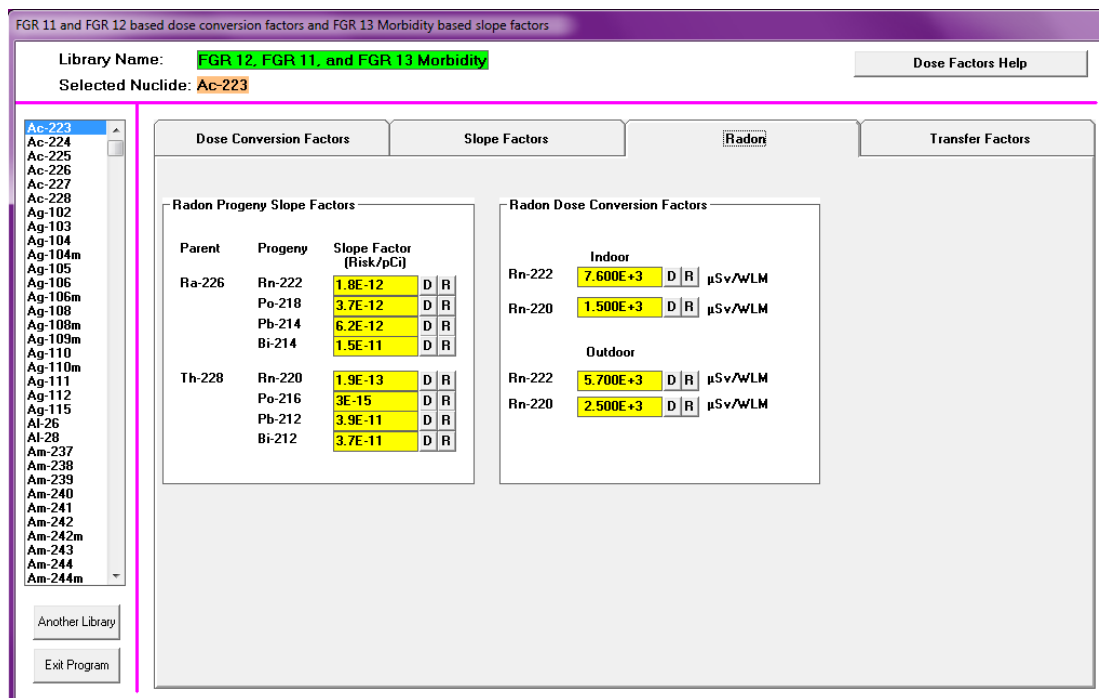 FGR 11 and FGR 12 based dose conversion factors and FGR 13 Morbidity based slope factors
Library Name: FGR 12, FGR 11, and FGR 13 Morbidity
Dose Factors Help
Selected Nuclide: Ac-223
Ac-223
Ac-224
Ac-225
Ac-226
Ac-227
Ac-228
Ag-102
Ag-103
Ag-104
Ag-104m
Ag-105
Ag-106
Ag-106m
Ag-108
Ag-108m
Ag-109m
Ag-110
Ag-110m
Ag-111
Ag-112
Ag-115
Al-26
Al-28
Am-237
Am-238
Am-239
Am-240
Am-241
Am-242
Am-242m
Am-243
Am-244
Am-244m
Another Library
Exit Program
Dose Conversion Factors Slope Factors Radon Transfer Factors
Radon Progeny Slope Factors
Parent Progeny Slope Factor
(Risk/pCi)
Ra-226 Rn-222 1.8E-12 D R
Po-218 3.7E-12 D R
Pb-214 6.2E-12 D R
Bi-214 1.5E-11 D R
Th-228 Rn-220 1.9E-13 D R
Po-216 3E-15 D R
Pb-212 3.9E-11 D R
Bi-212 3.7E-11 D R
Radon Dose Conversion Factors
Indoor
Rn-222 7.600E+3 D R µSv/WLM
Rn-220 1.500E+3 D R µSv/WLM
Outdoor
Rn-222 5.700E+3 D R µSv/WLM
Rn-220 2.500E+3 D R µSv/WLM